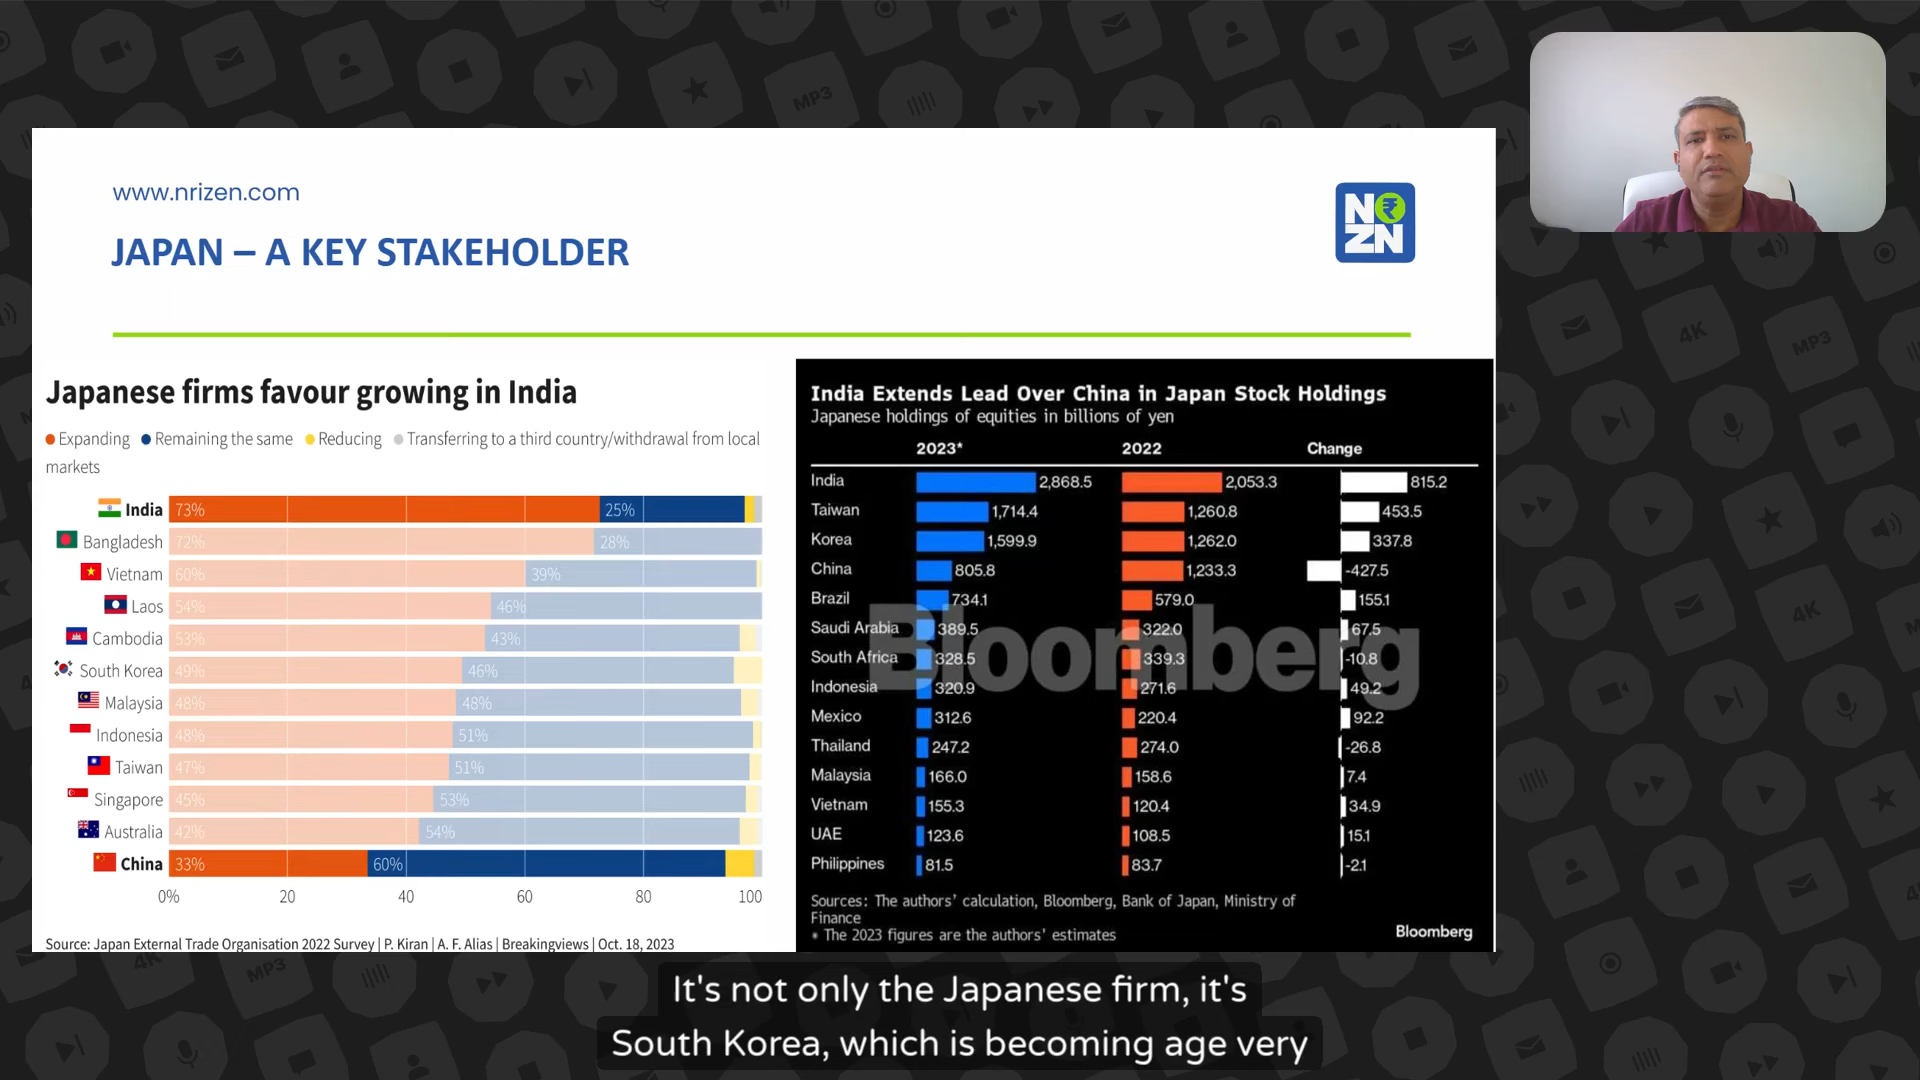 www.nrizen.com
JAPAN – A KEY STAKEHOLDER
N₹
ZN
Japanese firms favour growing in India
Expanding Remaining the same Reducing Transferring to a third country/withdrawal from local
markets
India 73% 25%
Bangladesh 72% 28%
Vietnam 60% 39%
Laos 54% 46%
Cambodia 53% 43%
South Korea 49% 46%
Malaysia 48% 48%
Indonesia 48% 51%
Taiwan 47% 51%
Singapore 45% 53%
Australia 42% 54%
China 33% 60%
0% 20 40 60 80 100
Source: Japan External Trade Organisation 2022 Survey | P. Kiran | A. F. Alias | Breakingviews | Oct. 18, 2023
India Extends Lead Over China in Japan Stock Holdings
Japanese holdings of equities in billions of yen
2023* 2022 Change
India 2,868.5 2,053.3 815.2
Taiwan 1,714.4 1,260.8 453.5
Korea 1,599.9 1,262.0 337.8
China 805.8 1,233.3 -427.5
Brazil 734.1 579.0 155.1
Saudi Arabia 389.5 322.0 67.5
South Africa 328.5 339.3 -10.8
Indonesia 320.9 271.6 49.2
Mexico 312.6 220.4 92.2
Thailand 247.2 274.0 -26.8
Malaysia 166.0 158.6 7.4
Vietnam 155.3 120.4 34.9
UAE 123.6 108.5 15.1
Philippines 81.5 83.7 -2.1
Bloomberg
Sources: The authors' calculation, Bloomberg, Bank of Japan, Ministry of
Finance
* The 2023 figures are the authors' estimates
Bloomberg
It's not only the Japanese firm, it's
South Korea, which is becoming age very
MP3
4K
MP3
4K
MP3
4K
MP3